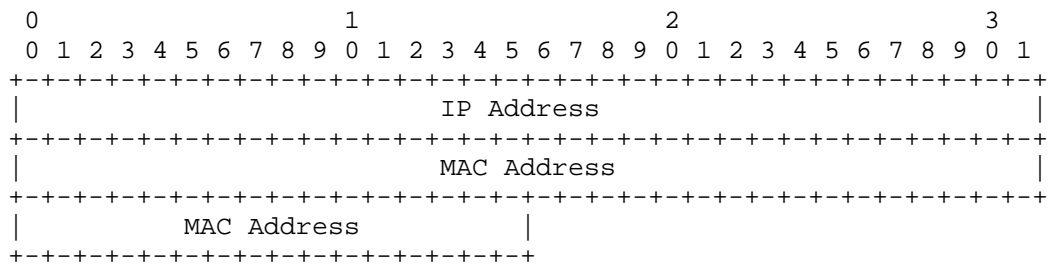 0                   1                   2                   3
 0 1 2 3 4 5 6 7 8 9 0 1 2 3 4 5 6 7 8 9 0 1 2 3 4 5 6 7 8 9 0 1
+-+-+-+-+-+-+-+-+-+-+-+-+-+-+-+-+-+-+-+-+-+-+-+-+-+-+-+-+-+-+-+-+
|                          IP Address                           |
+-+-+-+-+-+-+-+-+-+-+-+-+-+-+-+-+-+-+-+-+-+-+-+-+-+-+-+-+-+-+-+-+
|                          MAC Address                          |
+-+-+-+-+-+-+-+-+-+-+-+-+-+-+-+-+-+-+-+-+-+-+-+-+-+-+-+-+-+-+-+-+
|          MAC Address          |
+-+-+-+-+-+-+-+-+-+-+-+-+-+-+-+-+